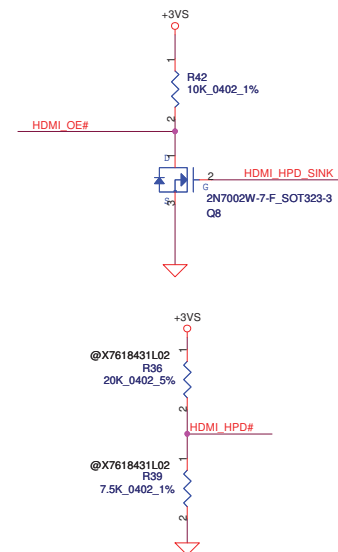 +3VS
1
R42
10K_0402_1%
2
HDMI_OE#
1
D
2
HDMI_HPD_SINK
G
S
3
2N7002W-7-F_SOT323-3
Q8
+3VS
1
@X7618431L02
R36
20K_0402_5%
2
HDMI_HPD#
1
@X7618431L02
R39
7.5K_0402_1%
2